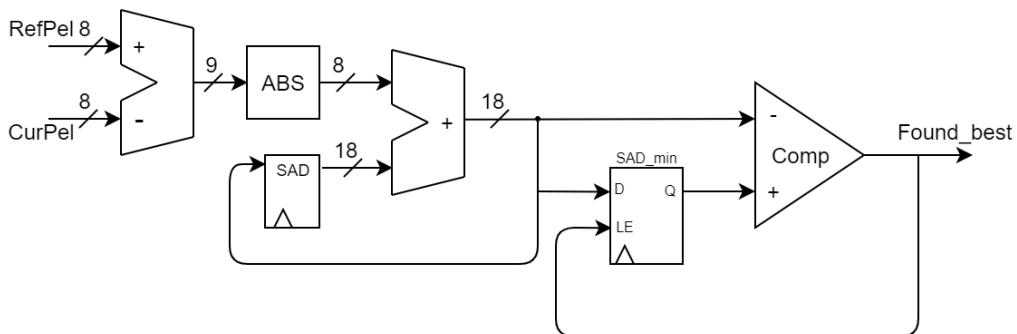 RefPel 8
+
9
ABS
8
CurPel 8
-
+
18
SAD
18
-
Comp
+
Found_best
SAD_min
D Q
LE